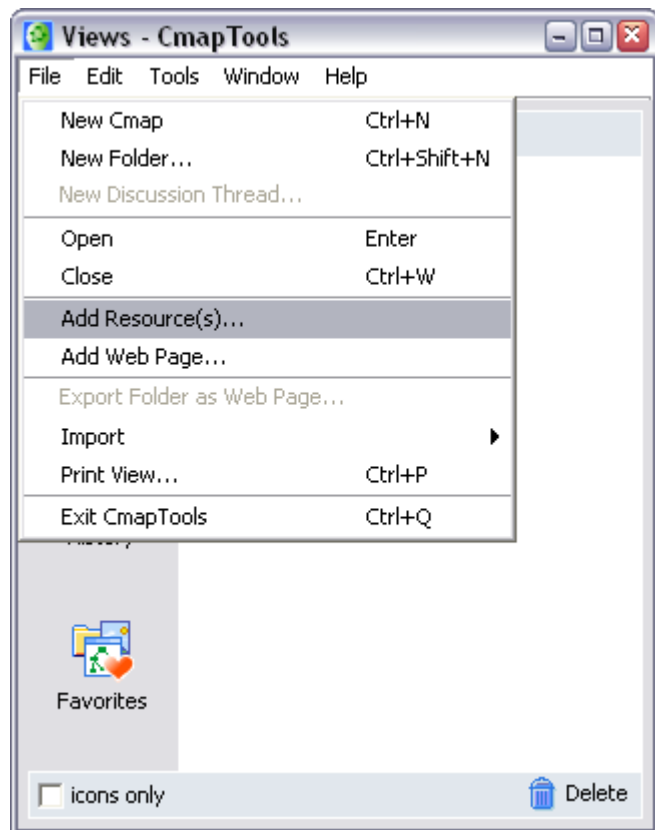 Views - CmapTools
File Edit Tools Window Help
New Cmap Ctrl+N
New Folder... Ctrl+Shift+N
New Discussion Thread...
Open Enter
Close Ctrl+W
Add Resource(s)...
Add Web Page...
Export Folder as Web Page...
Import
Print View... Ctrl+P
Exit CmapTools Ctrl+Q
History
Favorites
icons only Delete